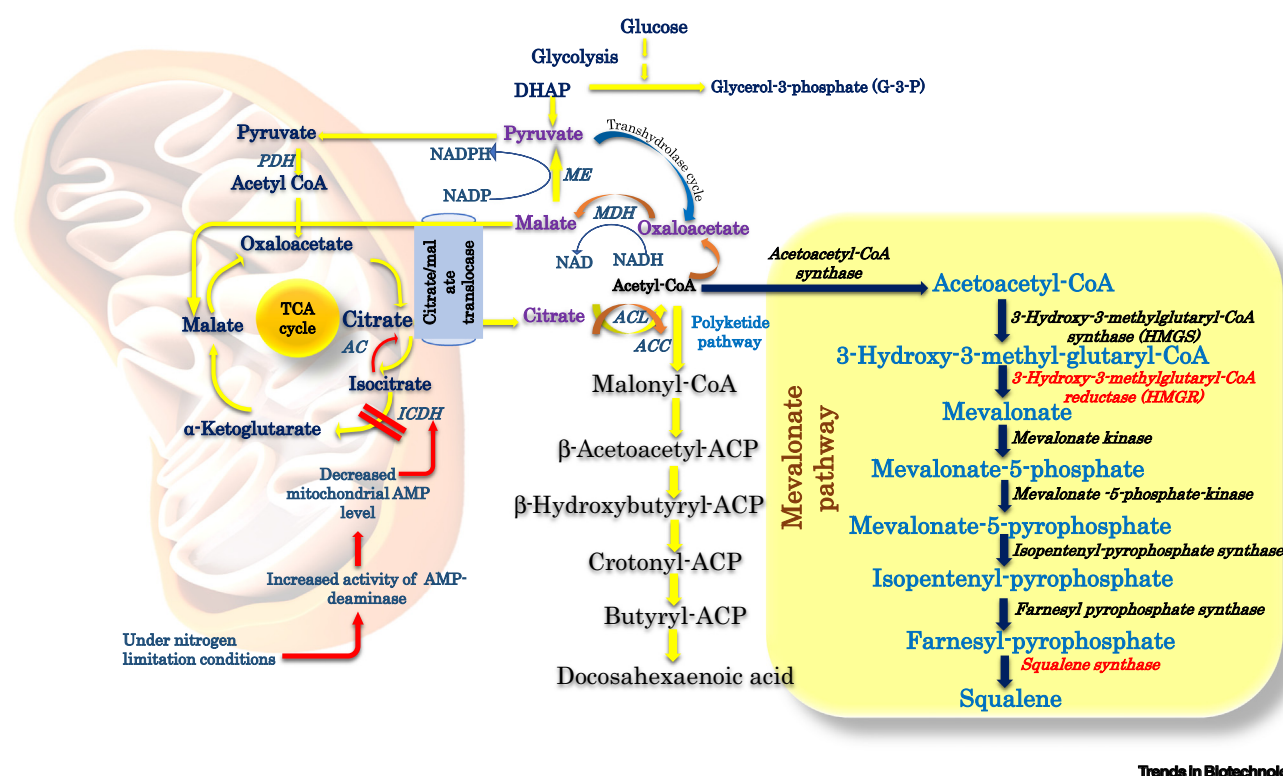 Glucose
Glycolysis
DHAP
Glycerol-3-phosphate (G-3-P)
Pyruvate
Pyruvate
Transhydrolase cycle
NADPH
ME
NADP
PDH
Acetyl CoA
Malate
MDH
Oxaloacetate
NAD
NADH
Oxaloacetate
Citrate/mal
ate
translocase
Acetyl-CoA
Acetoacetyl-CoA
synthase
Acetoacetyl-CoA
TCA
cycle
Malate
Citrate
AC
Citrate
ACL
ACC
Polyketide
pathway
3-Hydroxy-3-methylglutaryl-CoA
synthase (HMGS)
3-Hydroxy-3-methyl-glutaryl-CoA
3-Hydroxy-3-methylglutaryl-CoA
reductase (HMGR)
Isocitrate
ICDH
α-Ketoglutarate
Malonyl-CoA
Mevalonate
pathway
Mevalonate
Mevalonate kinase
β-Acetoacetyl-ACP
Mevalonate-5-phosphate
Mevalonate -5-phosphate-kinase
Decreased
mitochondrial AMP
level
β-Hydroxybutyryl-ACP
Mevalonate-5-pyrophosphate
Isopentenyl-pyrophosphate synthase
Crotonyl-ACP
Isopentenyl-pyrophosphate
Increased activity of AMP-
deaminase
Farnesyl pyrophosphate synthase
Butyryl-ACP
Under nitrogen
limitation conditions
Farnesyl-pyrophosphate
Squalene synthase
Docosahexaenoic acid
Squalene
Trends in Biotechnolo